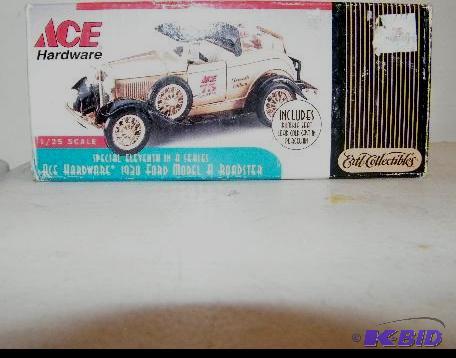 ACE
Hardware
1/25 SCALE
INCLUDES
PORCELAIN
SPECIAL ELEVENTH IN A SERIES
ACE HARDWARE® 1930 FORD MODEL A ROADSTER
Ertl Collectibles
© K-BID